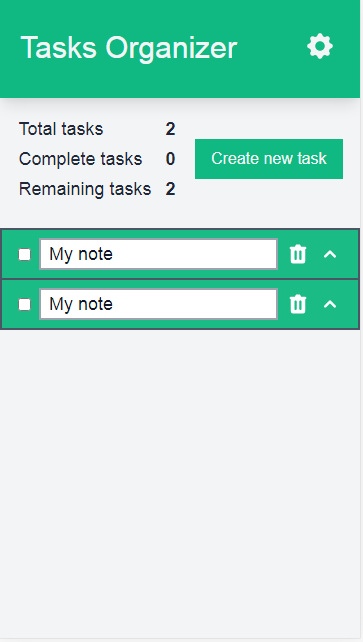 Tasks Organizer
Total tasks 2
Complete tasks 0
Create new task
Remaining tasks 2
My note
My note